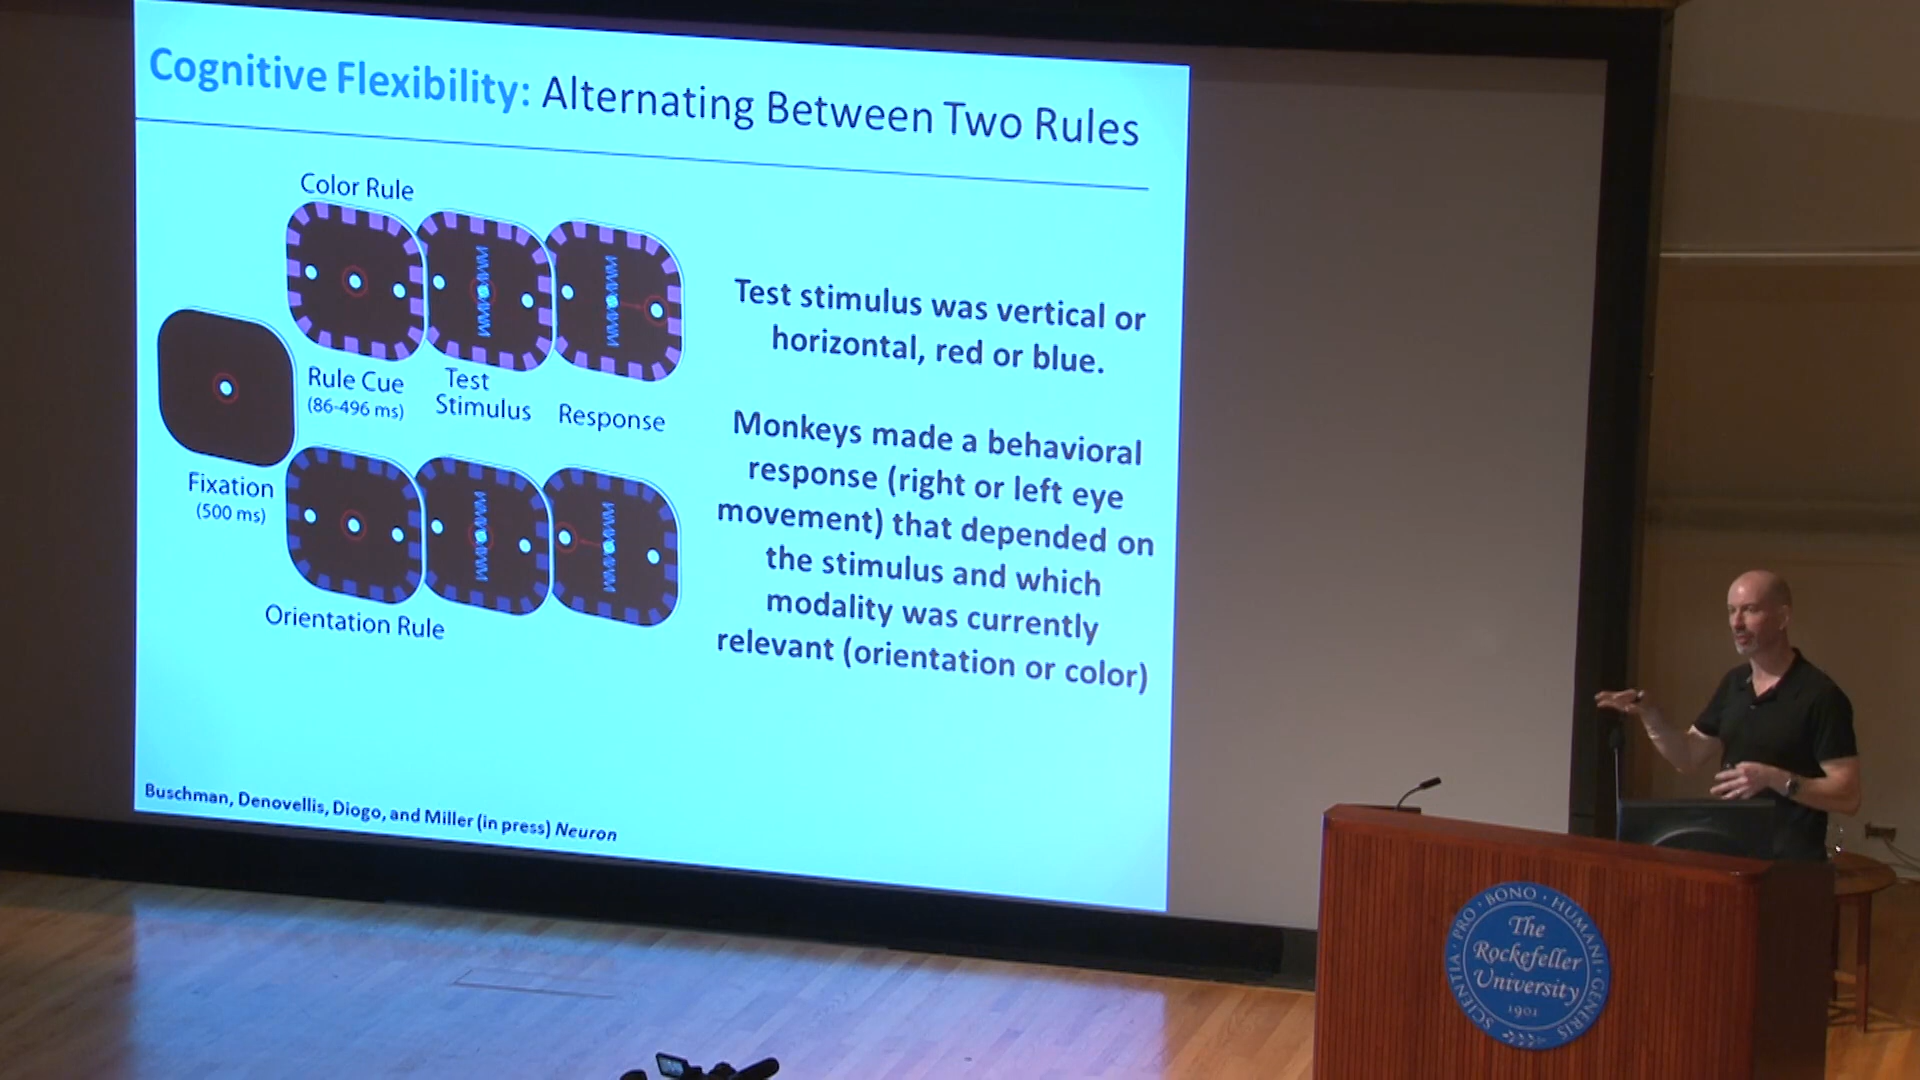 Cognitive Flexibility: Alternating Between Two Rules
Color Rule
Rule Cue
(86-496 ms)
Test
Stimulus
Response
Fixation
(500 ms)
Orientation Rule
Test stimulus was vertical or
horizontal, red or blue.
Monkeys made a behavioral
response (right or left eye
movement) that depended on
the stimulus and which
modality was currently
relevant (orientation or color)
Buschman, Denovellis, Diogo, and Miller (in press) Neuron
SCIENTIA · PRO · BONO · HUMANI · GENERIS
The
Rockefeller
University
1901